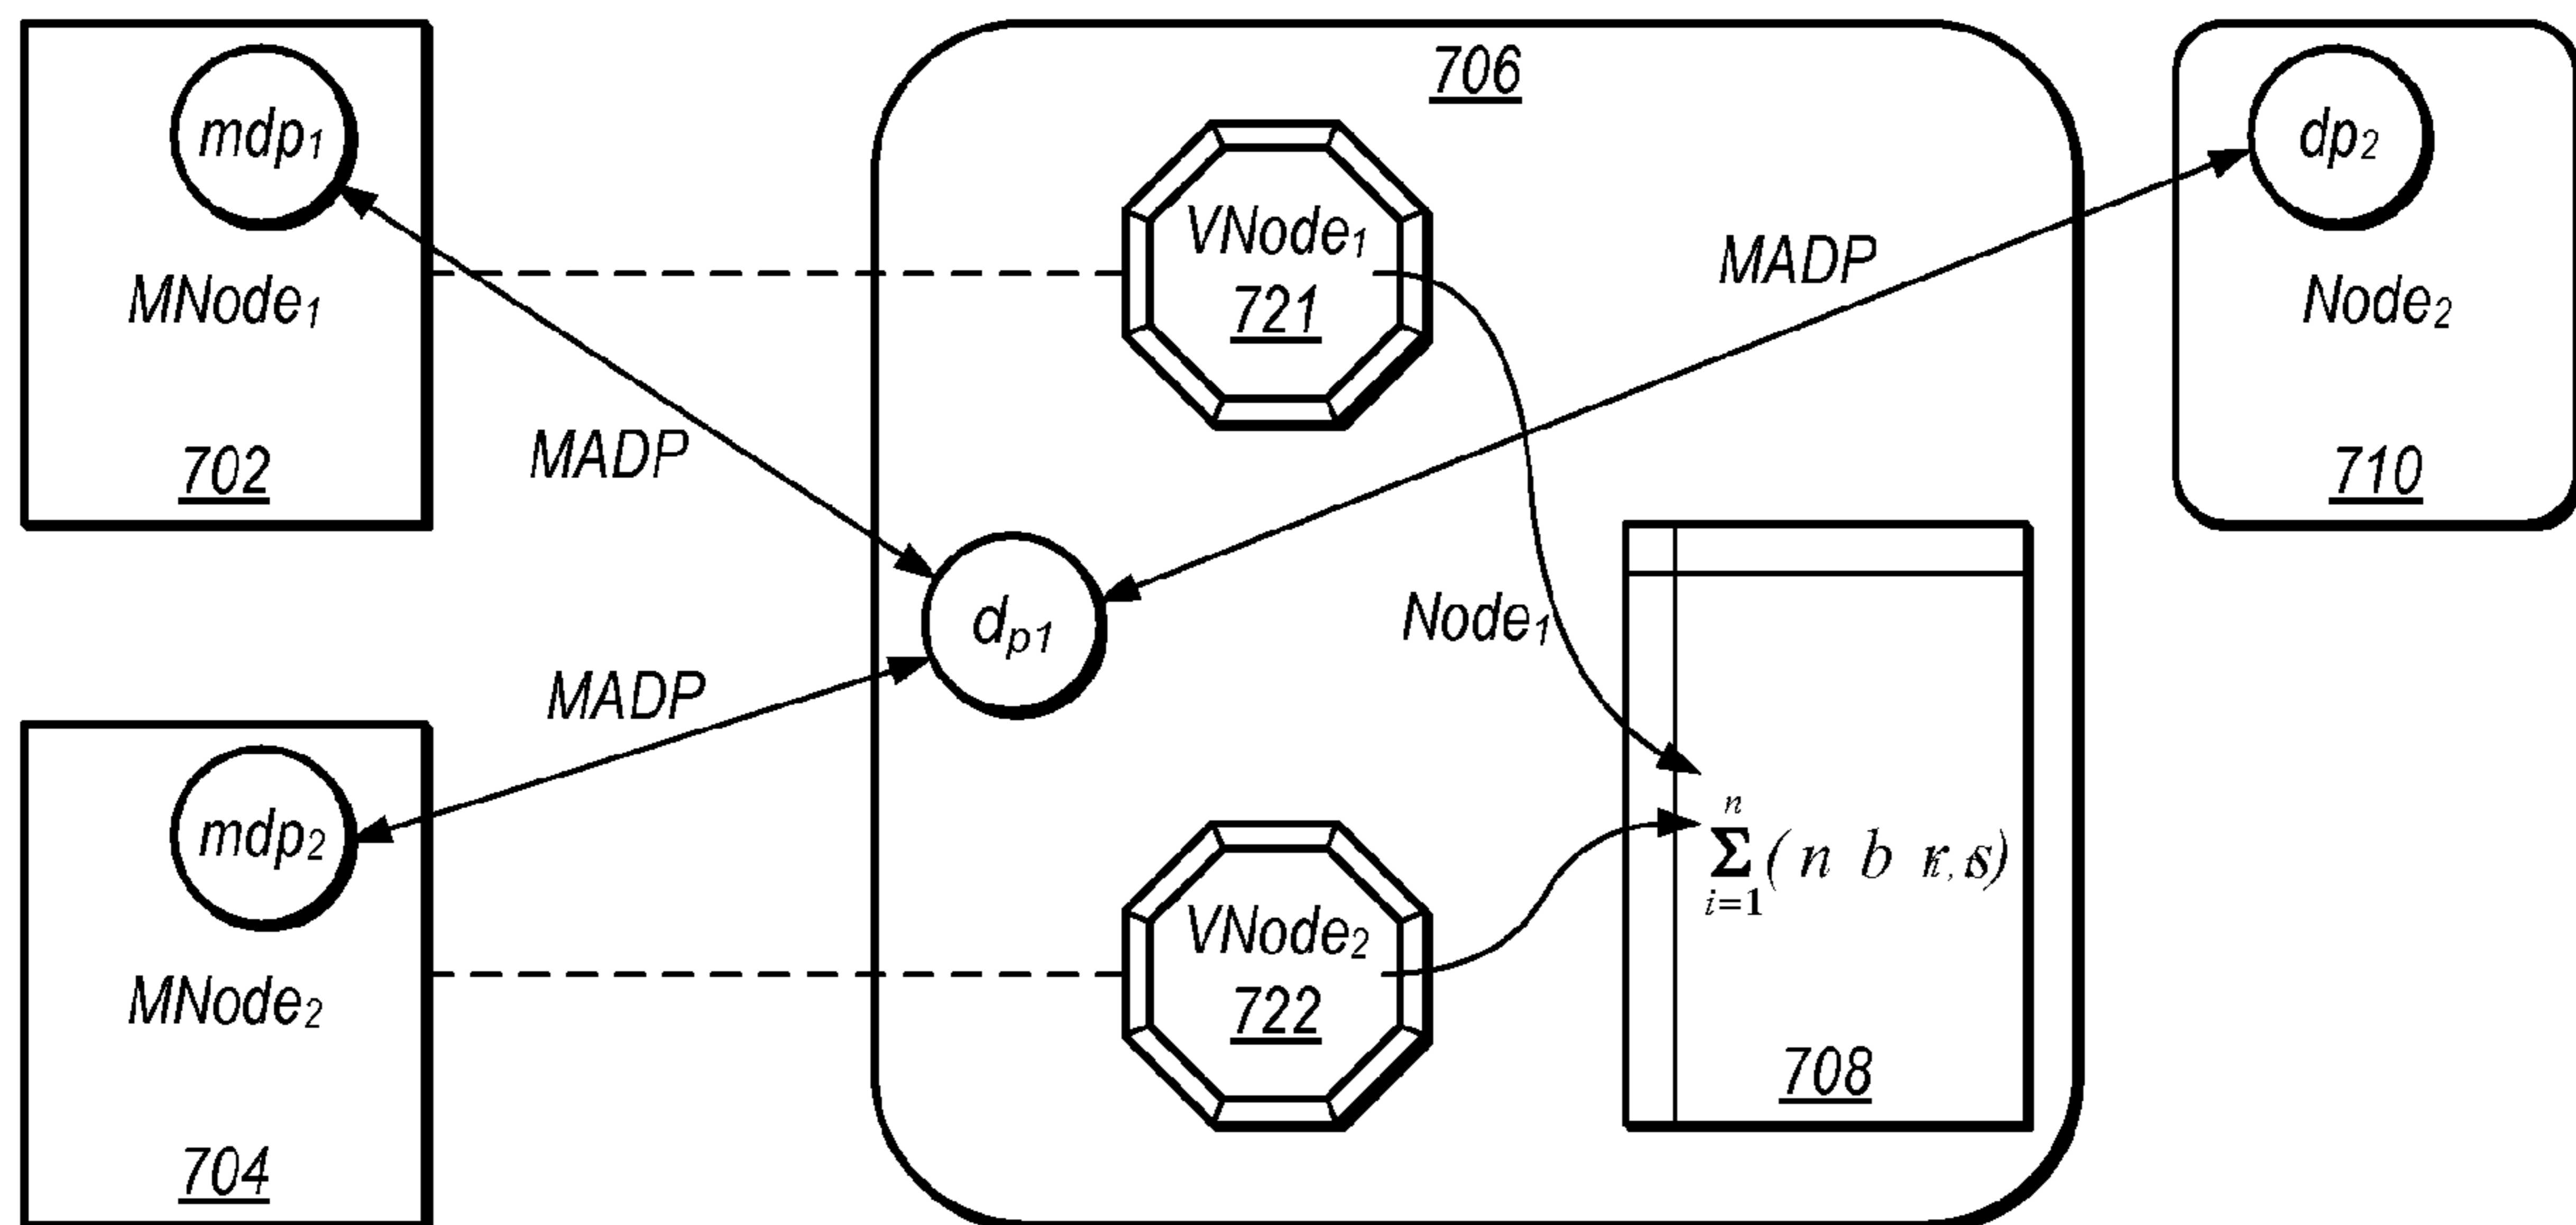 mdp1
MNode1
702
MADP
mdp2
MNode2
704
MADP
706
VNode1
721
dp1
Node1
VNode2
722
n
Σ(n b
i=1
708
MADP
dp2
Node2
710